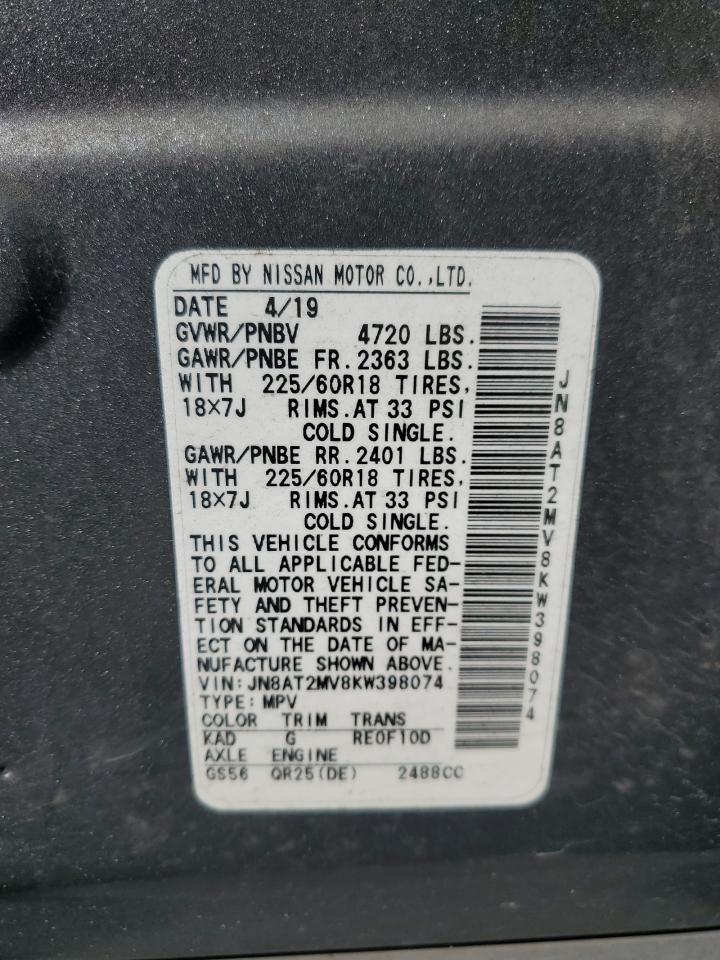 MFD BY NISSAN MOTOR CO.,LTD.
DATE 4/19
GVWR/PNBV 4720 LBS.
GAWR/PNBE FR. 2363 LBS.
WITH 225/60R18 TIRES,
18×7J RIMS.AT 33 PSI
COLD SINGLE.
GAWR/PNBE RR. 2401 LBS.
WITH 225/60R18 TIRES,
18×7J RIMS.AT 33 PSI
COLD SINGLE.
THIS VEHICLE CONFORMS
TO ALL APPLICABLE FED-
ERAL MOTOR VEHICLE SA-
FETY AND THEFT PREVEN-
TION STANDARDS IN EFF-
ECT ON THE DATE OF MA-
NUFACTURE SHOWN ABOVE.
VIN:JN8AT2MV8KW398074
TYPE:MPV
COLOR TRIM TRANS
KAD G RE0F10D
AXLE ENGINE
GS56 QR25(DE) 2488CC
JN8AT2MV8KW398074